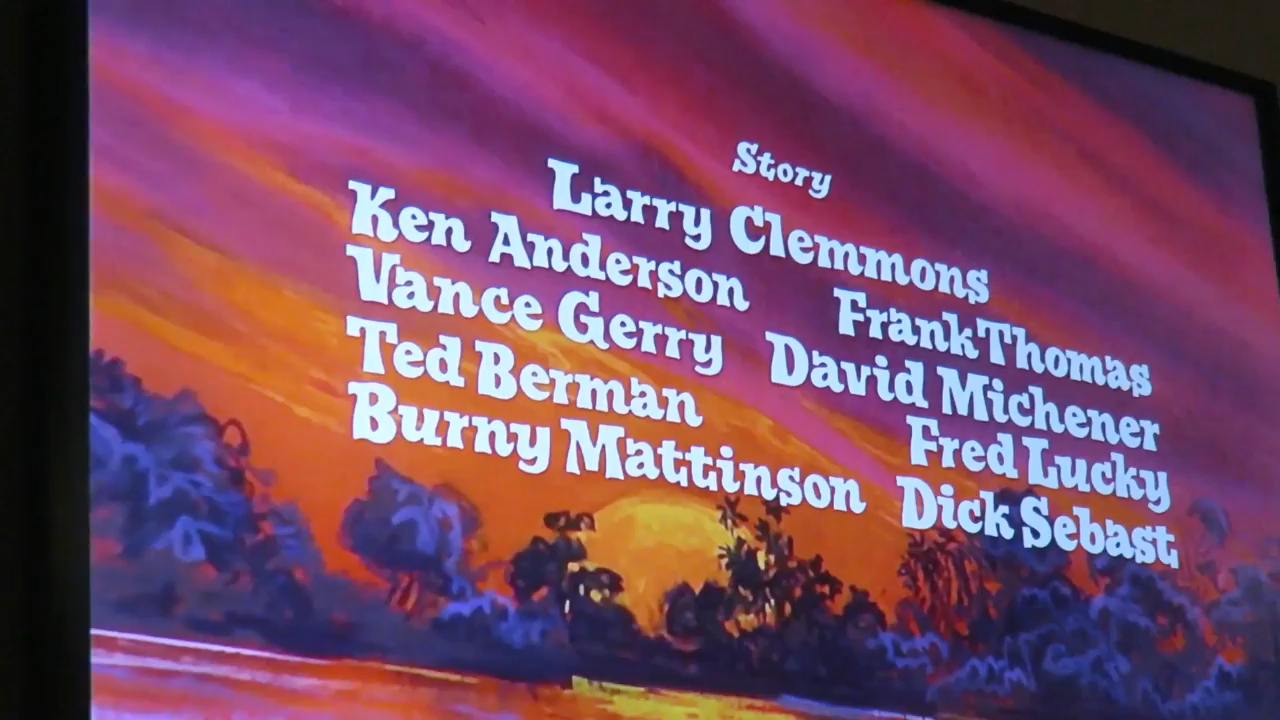 Story
Larry Clemmons
Ken Anderson Frank Thomas
Vance Gerry David Michener
Ted Berman Fred Lucky
Burny Mattinson Dick Sebast